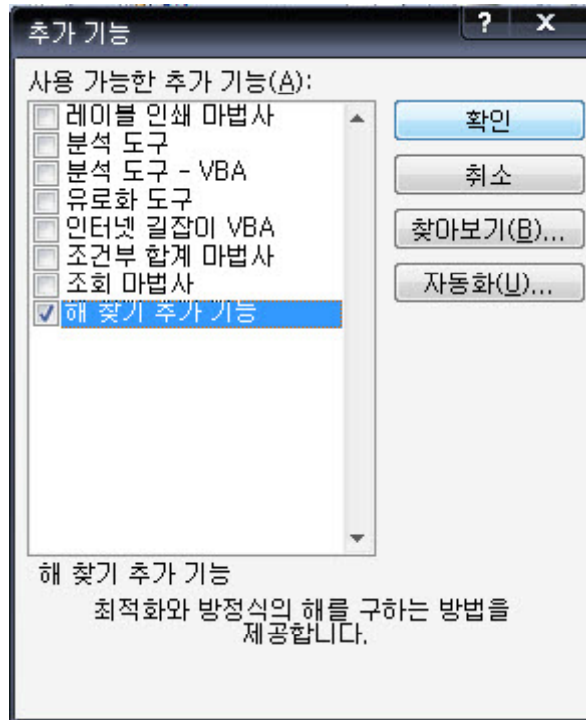 추가 기능
? X
사용 가능한 추가 기능(A):
레이블 인쇄 마법사
분석 도구
분석 도구 - VBA
유로화 도구
인터넷 길잡이 VBA
조건부 합계 마법사
조회 마법사
해 찾기 추가 기능
확인
취소
찾아보기(B)...
자동화(U)...
해 찾기 추가 기능
최적화와 방정식의 해를 구하는 방법을
제공합니다.